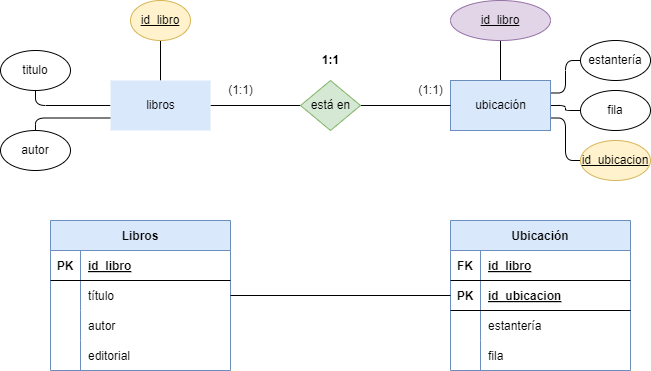 id_libro
id_libro
titulo
1:1
estantería
libros
(1:1)
está en
(1:1)
ubicación
fila
autor
id_ubicacion
Libros
PK id_libro
título
autor
editorial
Ubicación
FK id_libro
PK id_ubicacion
estantería
fila